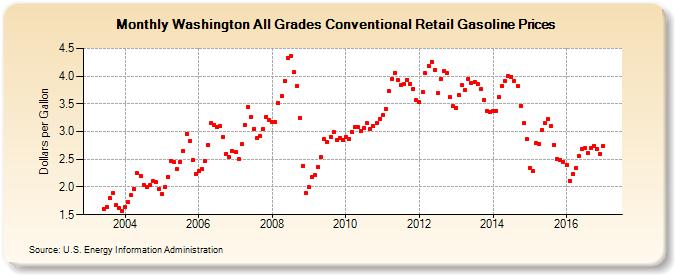 Monthly Washington All Grades Conventional Retail Gasoline Prices
Dollars per Gallon
4.5
4.0
3.5
3.0
2.5
2.0
1.5
2004 2006 2008 2010 2012 2014 2016
Source: U.S. Energy Information Administration